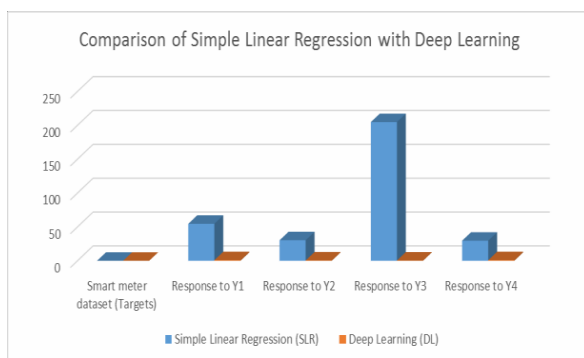 Comparison of Simple Linear Regression with Deep Learning
250
200
150
100
50
0
Smart meter
dataset (Targets)
Response to Y1
Response to Y2
Response to Y3
Response to Y4
Simple Linear Regression (SLR)
Deep Learning (DL)